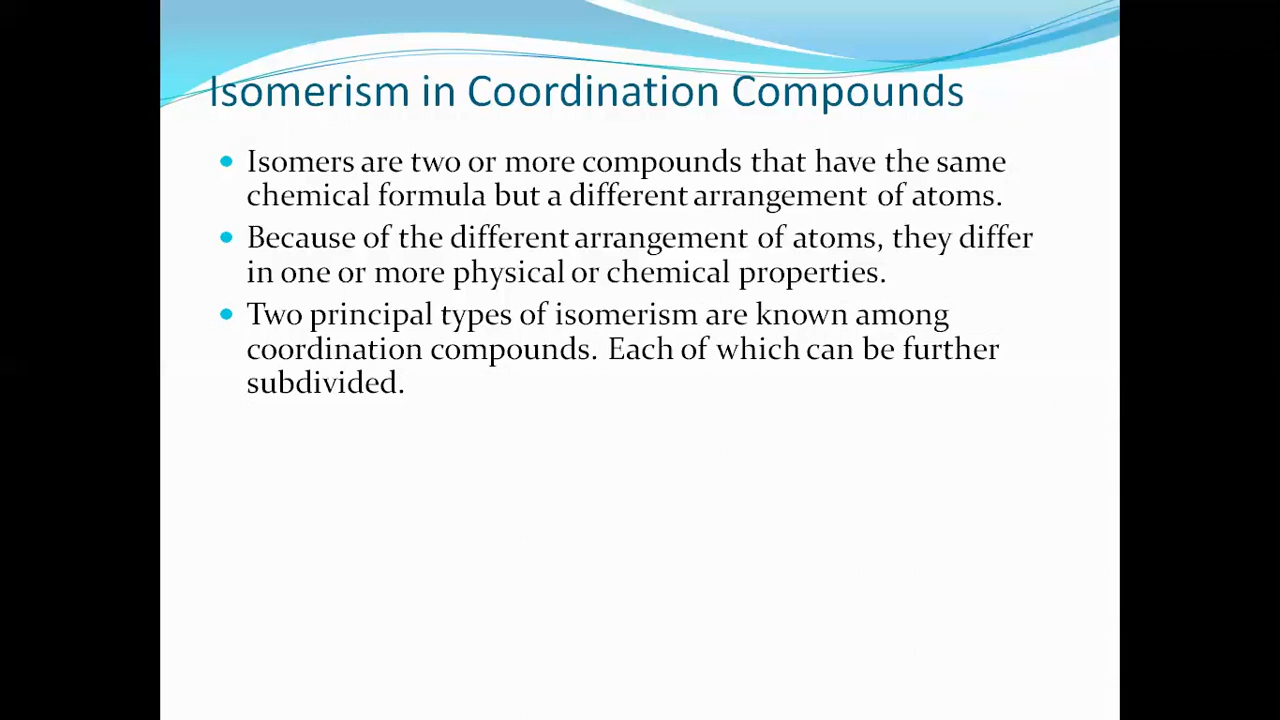 Isomerism in Coordination Compounds
• Isomers are two or more compounds that have the same
chemical formula but a different arrangement of atoms.
• Because of the different arrangement of atoms, they differ
in one or more physical or chemical properties.
• Two principal types of isomerism are known among
coordination compounds. Each of which can be further
subdivided.